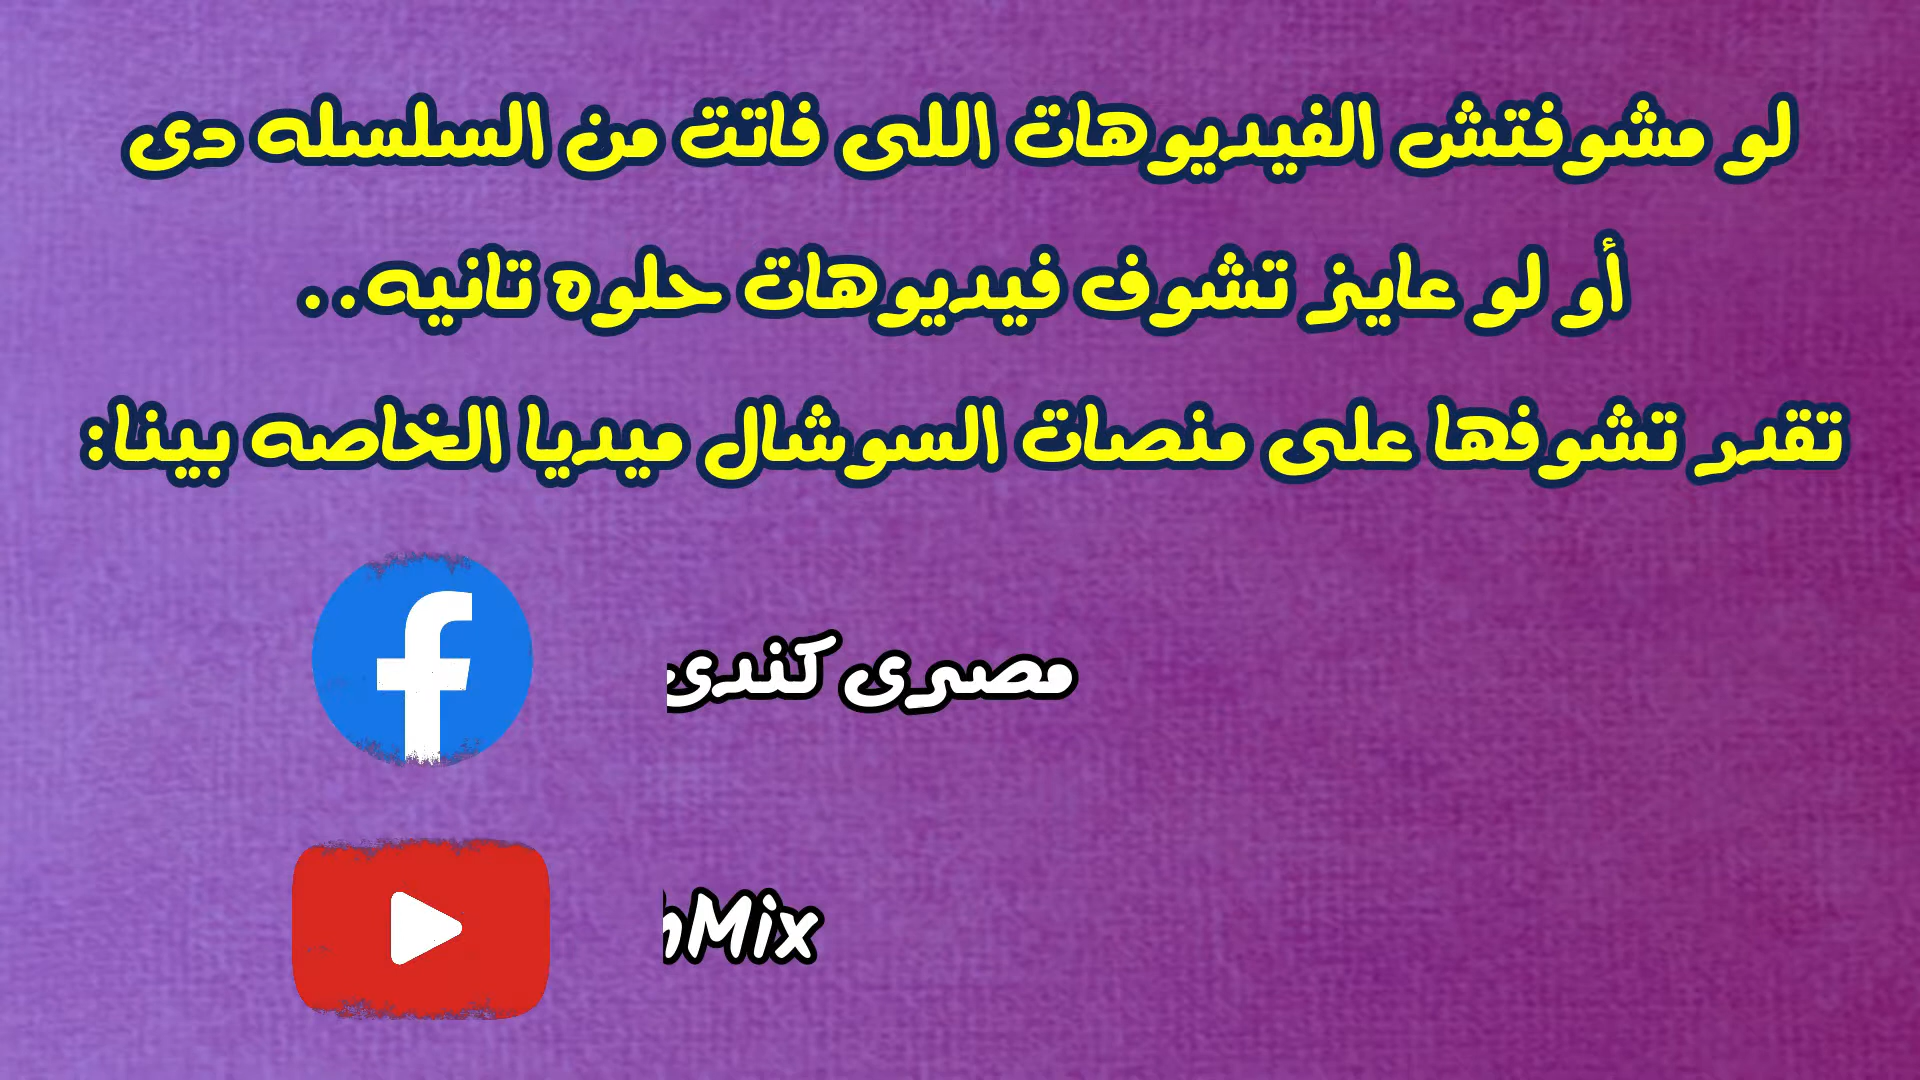 لو مشوفتش الفيديوهات اللى فاتت من السلسله دى
أو لو عايز تشوف فيديوهات حلوه تانيه..
تقدر تشوفها على منصات السوشال ميديا الخاصه بينا:
مصرى كندى
Mix